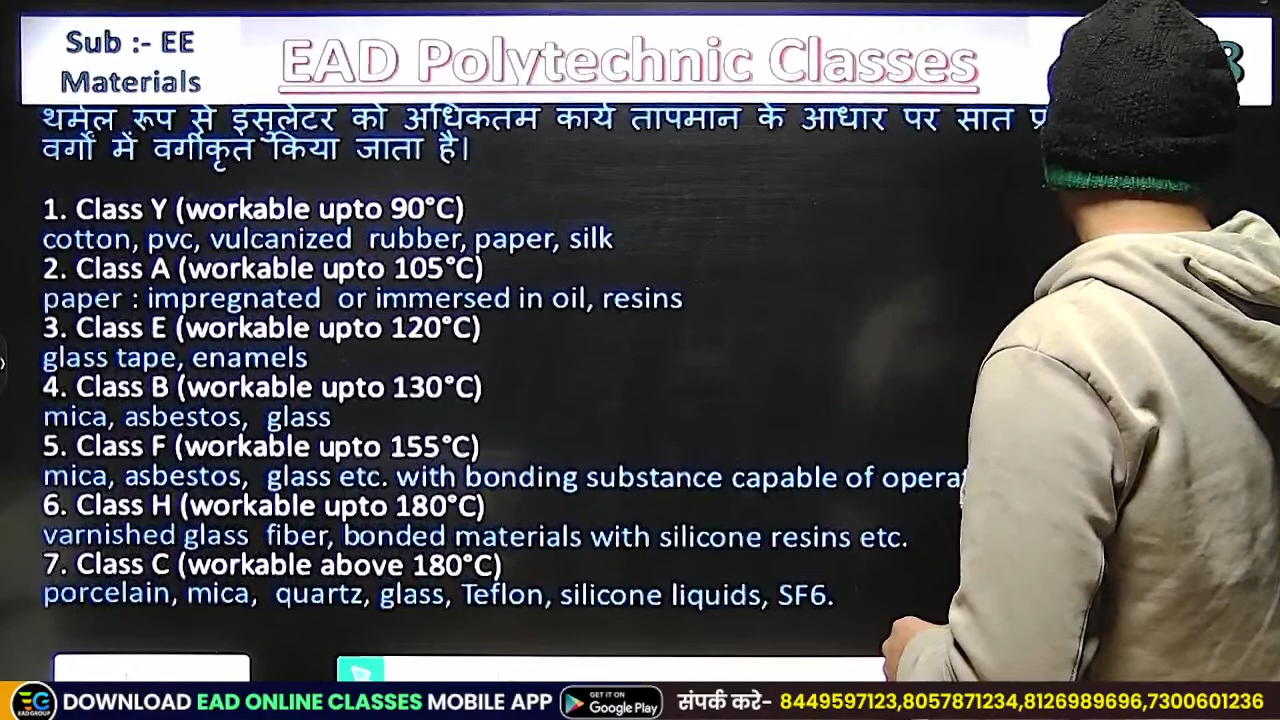 Sub :- EE
Materials
EAD Polytechnic Classes
थर्मल रूप से इंसुलेटर को अधिकतम कार्य तापमान के आधार पर सात
वर्गों में वर्गीकृत किया जाता है।
1. Class Y (workable upto 90°C)
cotton, pvc, vulcanized rubber, paper, silk
2. Class A (workable upto 105°C)
paper : impregnated or immersed in oil, resins
3. Class E (workable upto 120°C)
glass tape, enamels
4. Class B (workable upto 130°C)
mica, asbestos, glass
5. Class F (workable upto 155°C)
mica, asbestos, glass etc. with bonding substance capable of
6. Class H (workable upto 180°C)
varnished glass fiber, bonded materials with silicone resins etc.
7. Class C (workable above 180°C)
porcelain, mica, quartz, glass, Teflon, silicone liquids, SF6.
EG
EAD GROUP
DOWNLOAD EAD ONLINE CLASSES MOBILE APP
GET IT ON
Google Play
संपर्क करे- 8449597123,8057871234,8126989696,7300601236